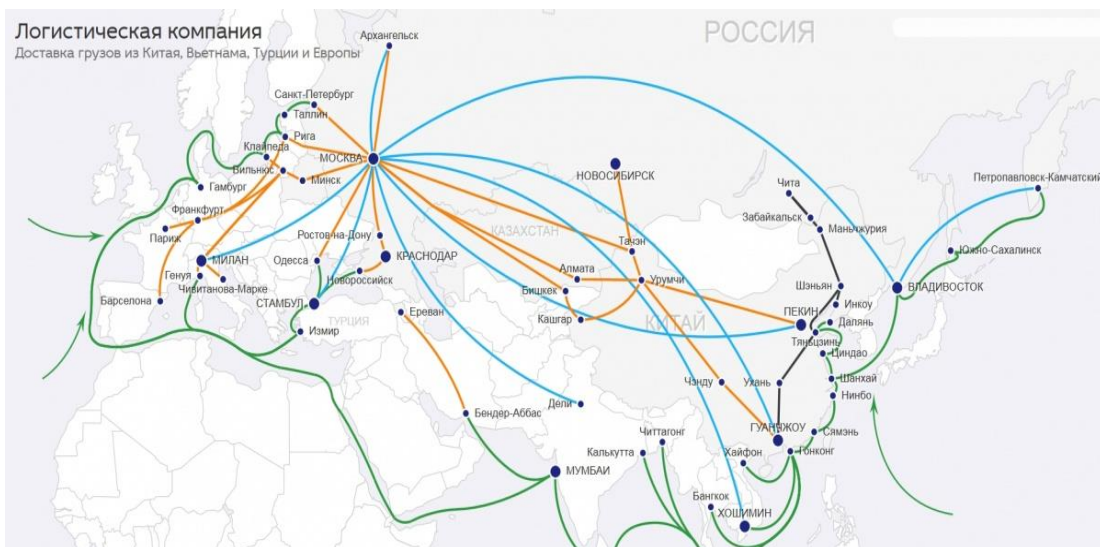 Логистическая компания
Доставка грузов из Китая, Вьетнама, Турции и Европы
РОССИЯ
Архангельск
Санкт-Петербург
Таллин
Рига
Клайпеда
МОСКВА
Вильнюс
Минск
Гамбург
НОВОСИБИРСК
Чита
Петропавловск-Камчатский
Франкфурт
Забайкальск
Маньчжурия
Париж
Ростов-на-Дону
КАЗАХСТАН
Тачэн
Южно-Сахалинск
МИЛАН
Одесса
КРАСНОДАР
Генуя
Новороссийск
Алмата
Урумчи
Чивитанова-Марке
Бишкек
Шэньян
ВЛАДИВОСТОК
Барселона
СТАМБУЛ
Ереван
Инкоу
ТУРЦИЯ
Кашгар
КИТАЙ
ПЕКИН
Далянь
Измир
Тяньцзинь
Циндао
Чэнду
Ухань
Шанхай
Нинбо
Бендер-Аббас
Дели
Читтагонг
ГУАНЧЖОУ
Сямэнь
Калькутта
Хайфон
Гонконг
МУМБАИ
Бангкок
ХОШИМИН